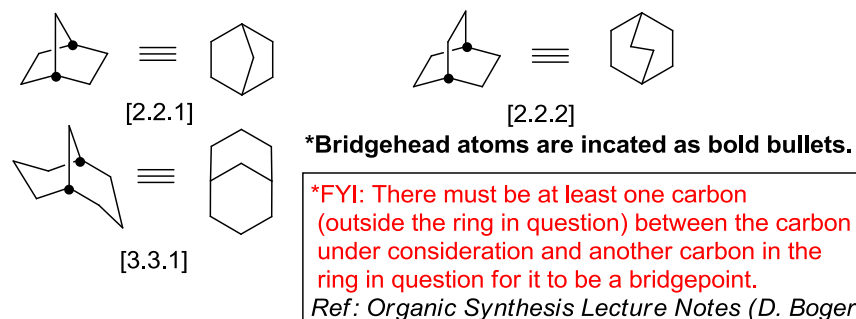 [2.2.1]
[2.2.2]
*Bridgehead atoms are incated as bold bullets.
[3.3.1]
*FYI: There must be at least one carbon
(outside the ring in question) between the carbon
under consideration and another carbon in the
ring in question for it to be a bridgepoint.
Ref: Organic Synthesis Lecture Notes (D. Boger